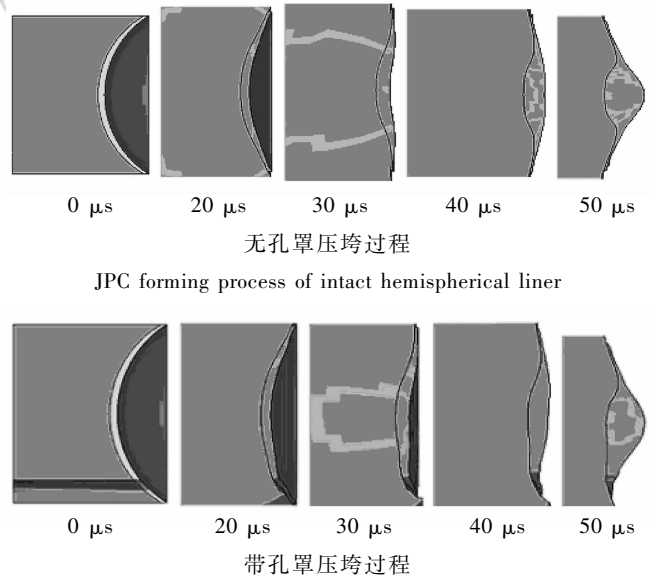 0 μs 20 μs 30 μs 40 μs 50 μs
无孔罩压垮过程
JPC forming process of intact hemispherical liner
0 μs 20 μs 30 μs 40 μs 50 μs
带孔罩压垮过程